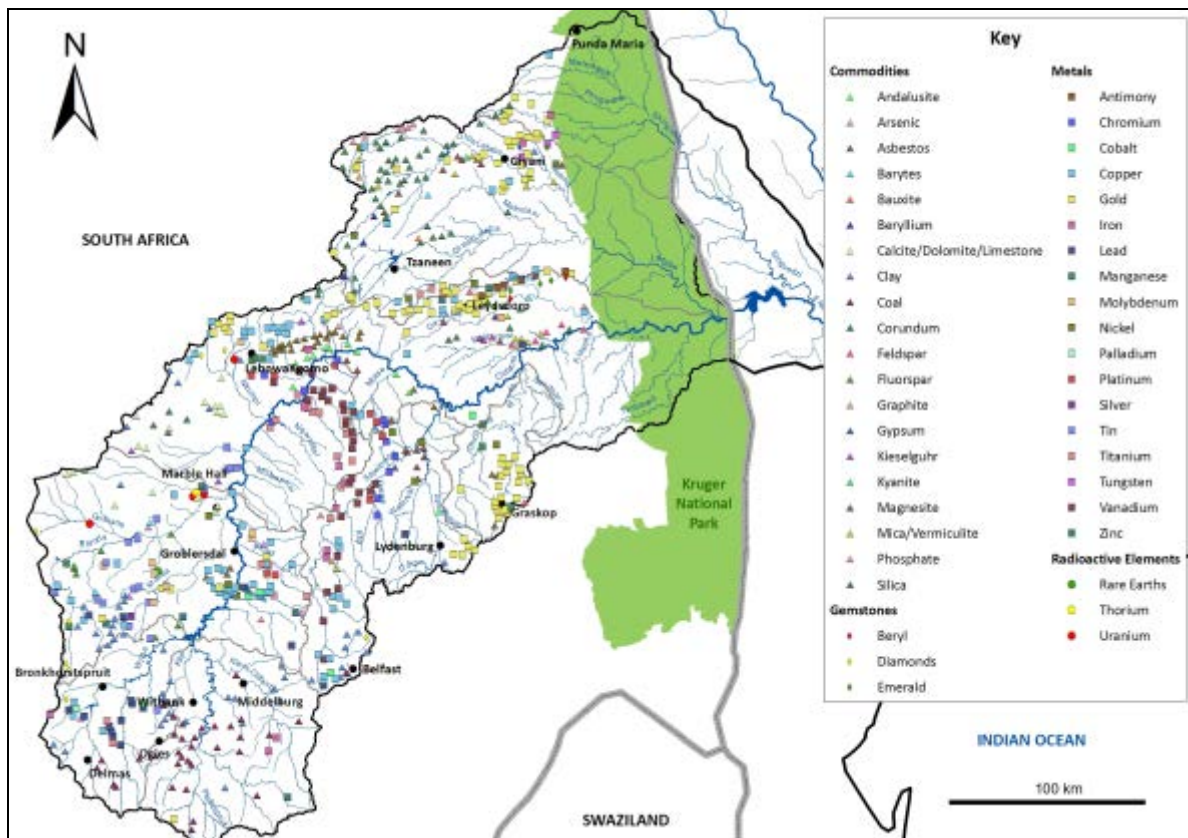 N
SOUTH AFRICA
Punda Maria
Giyani
Tzaneen
Leydsdorp
Lebowakgomo
Marble Hall
Groblersdal
Lydenburg
Graskop
Kruger
National
Park
Bronkhorstspruit
Witbank
Middelburg
Belfast
Ogies
Delmas
SWAZILAND
INDIAN OCEAN
100 km
Key
Commodities
Andalusite
Arsenic
Asbestos
Barytes
Bauxite
Beryllium
Calcite/Dolomite/Limestone
Clay
Coal
Corundum
Feldspar
Fluorspar
Graphite
Gypsum
Kieselguhr
Kyanite
Magnesite
Mica/Vermiculite
Phosphate
Silica
Gemstones
Beryl
Diamonds
Emerald
Metals
Antimony
Chromium
Cobalt
Copper
Gold
Iron
Lead
Manganese
Molybdenum
Nickel
Palladium
Platinum
Silver
Tin
Titanium
Tungsten
Vanadium
Zinc
Radioactive Elements
Rare Earths
Thorium
Uranium